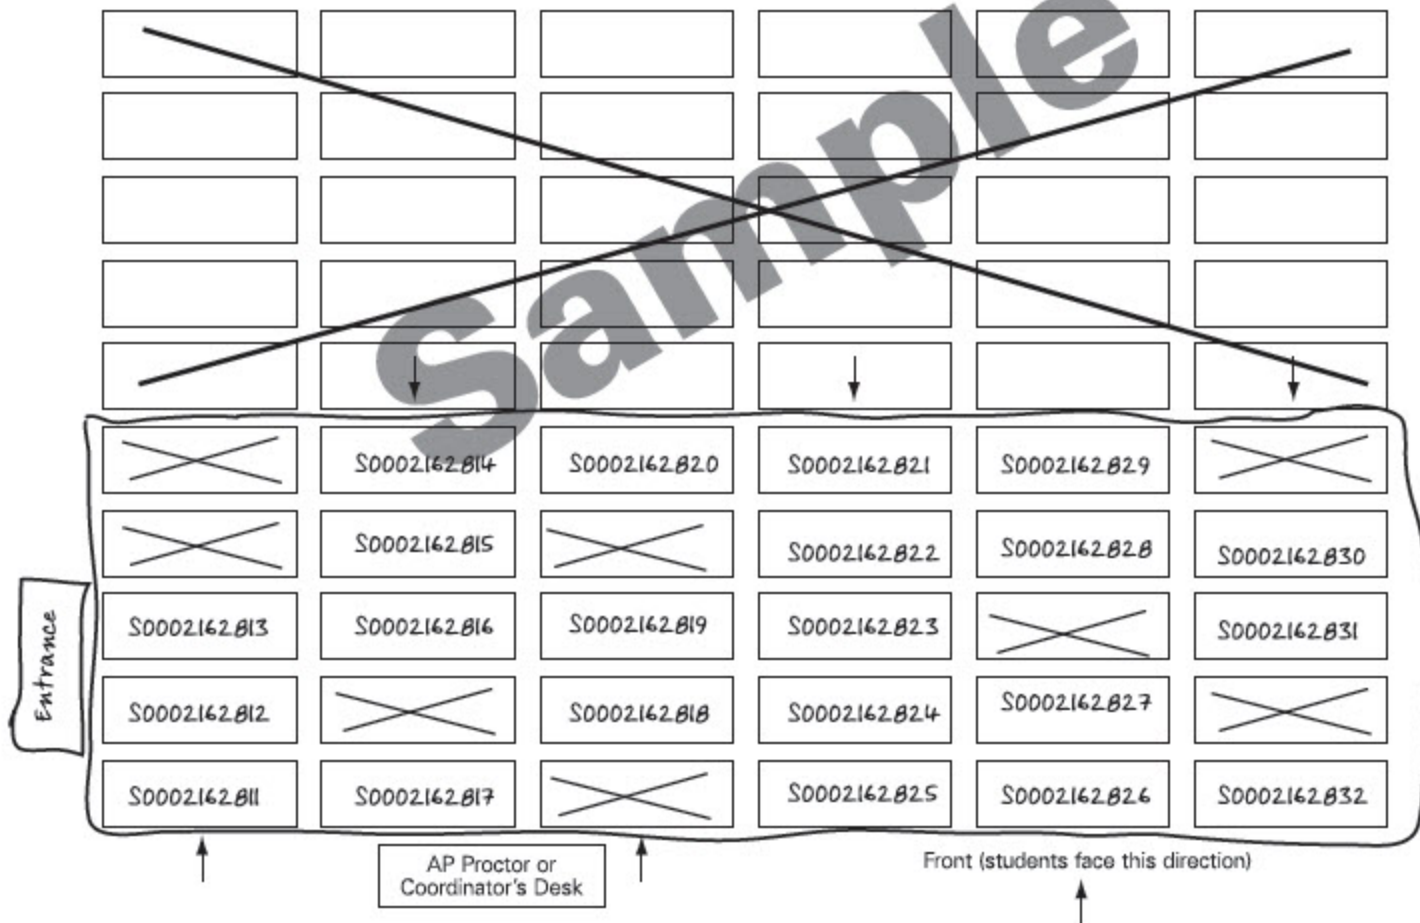 Sample
S0002162814 S0002162820 S0002162821 S0002162829
S0002162815 S0002162822 S0002162828 S0002162830
S0002162813 S0002162816 S0002162819 S0002162823 S0002162831
Entrance
S0002162812 S0002162818 S0002162824 S0002162827
S0002162811 S0002162817 S0002162825 S0002162826 S0002162832
AP Proctor or
Coordinator's Desk
Front (students face this direction)